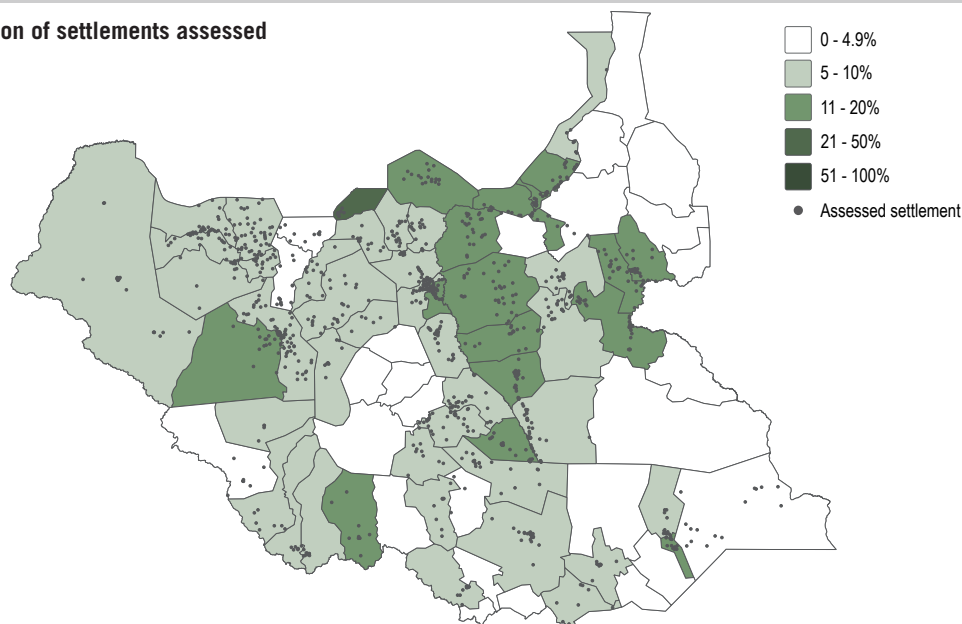 on of settlements assessed
0 - 4.9%
5 - 10%
11 - 20%
21 - 50%
51 - 100%
Assessed settlement